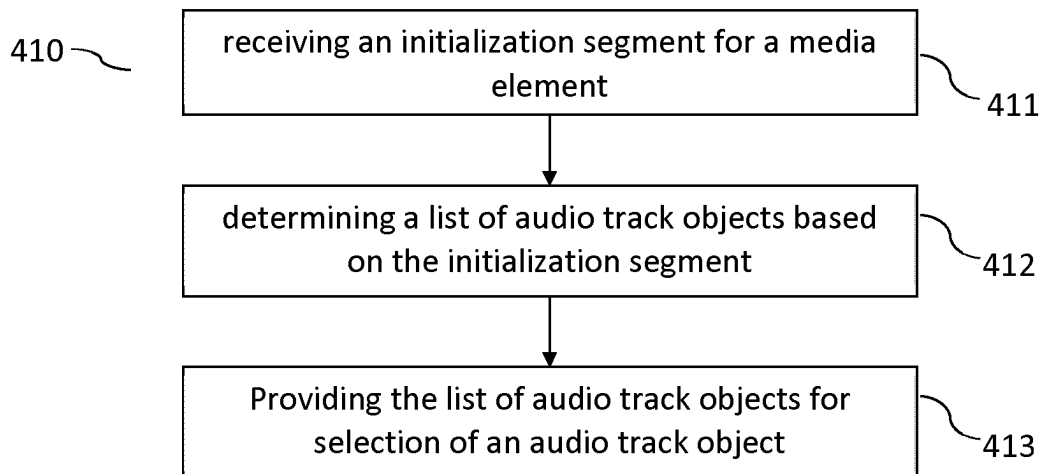 410
receiving an initialization segment for a media
element
411
determining a list of audio track objects based
on the initialization segment
412
Providing the list of audio track objects for
selection of an audio track object
413